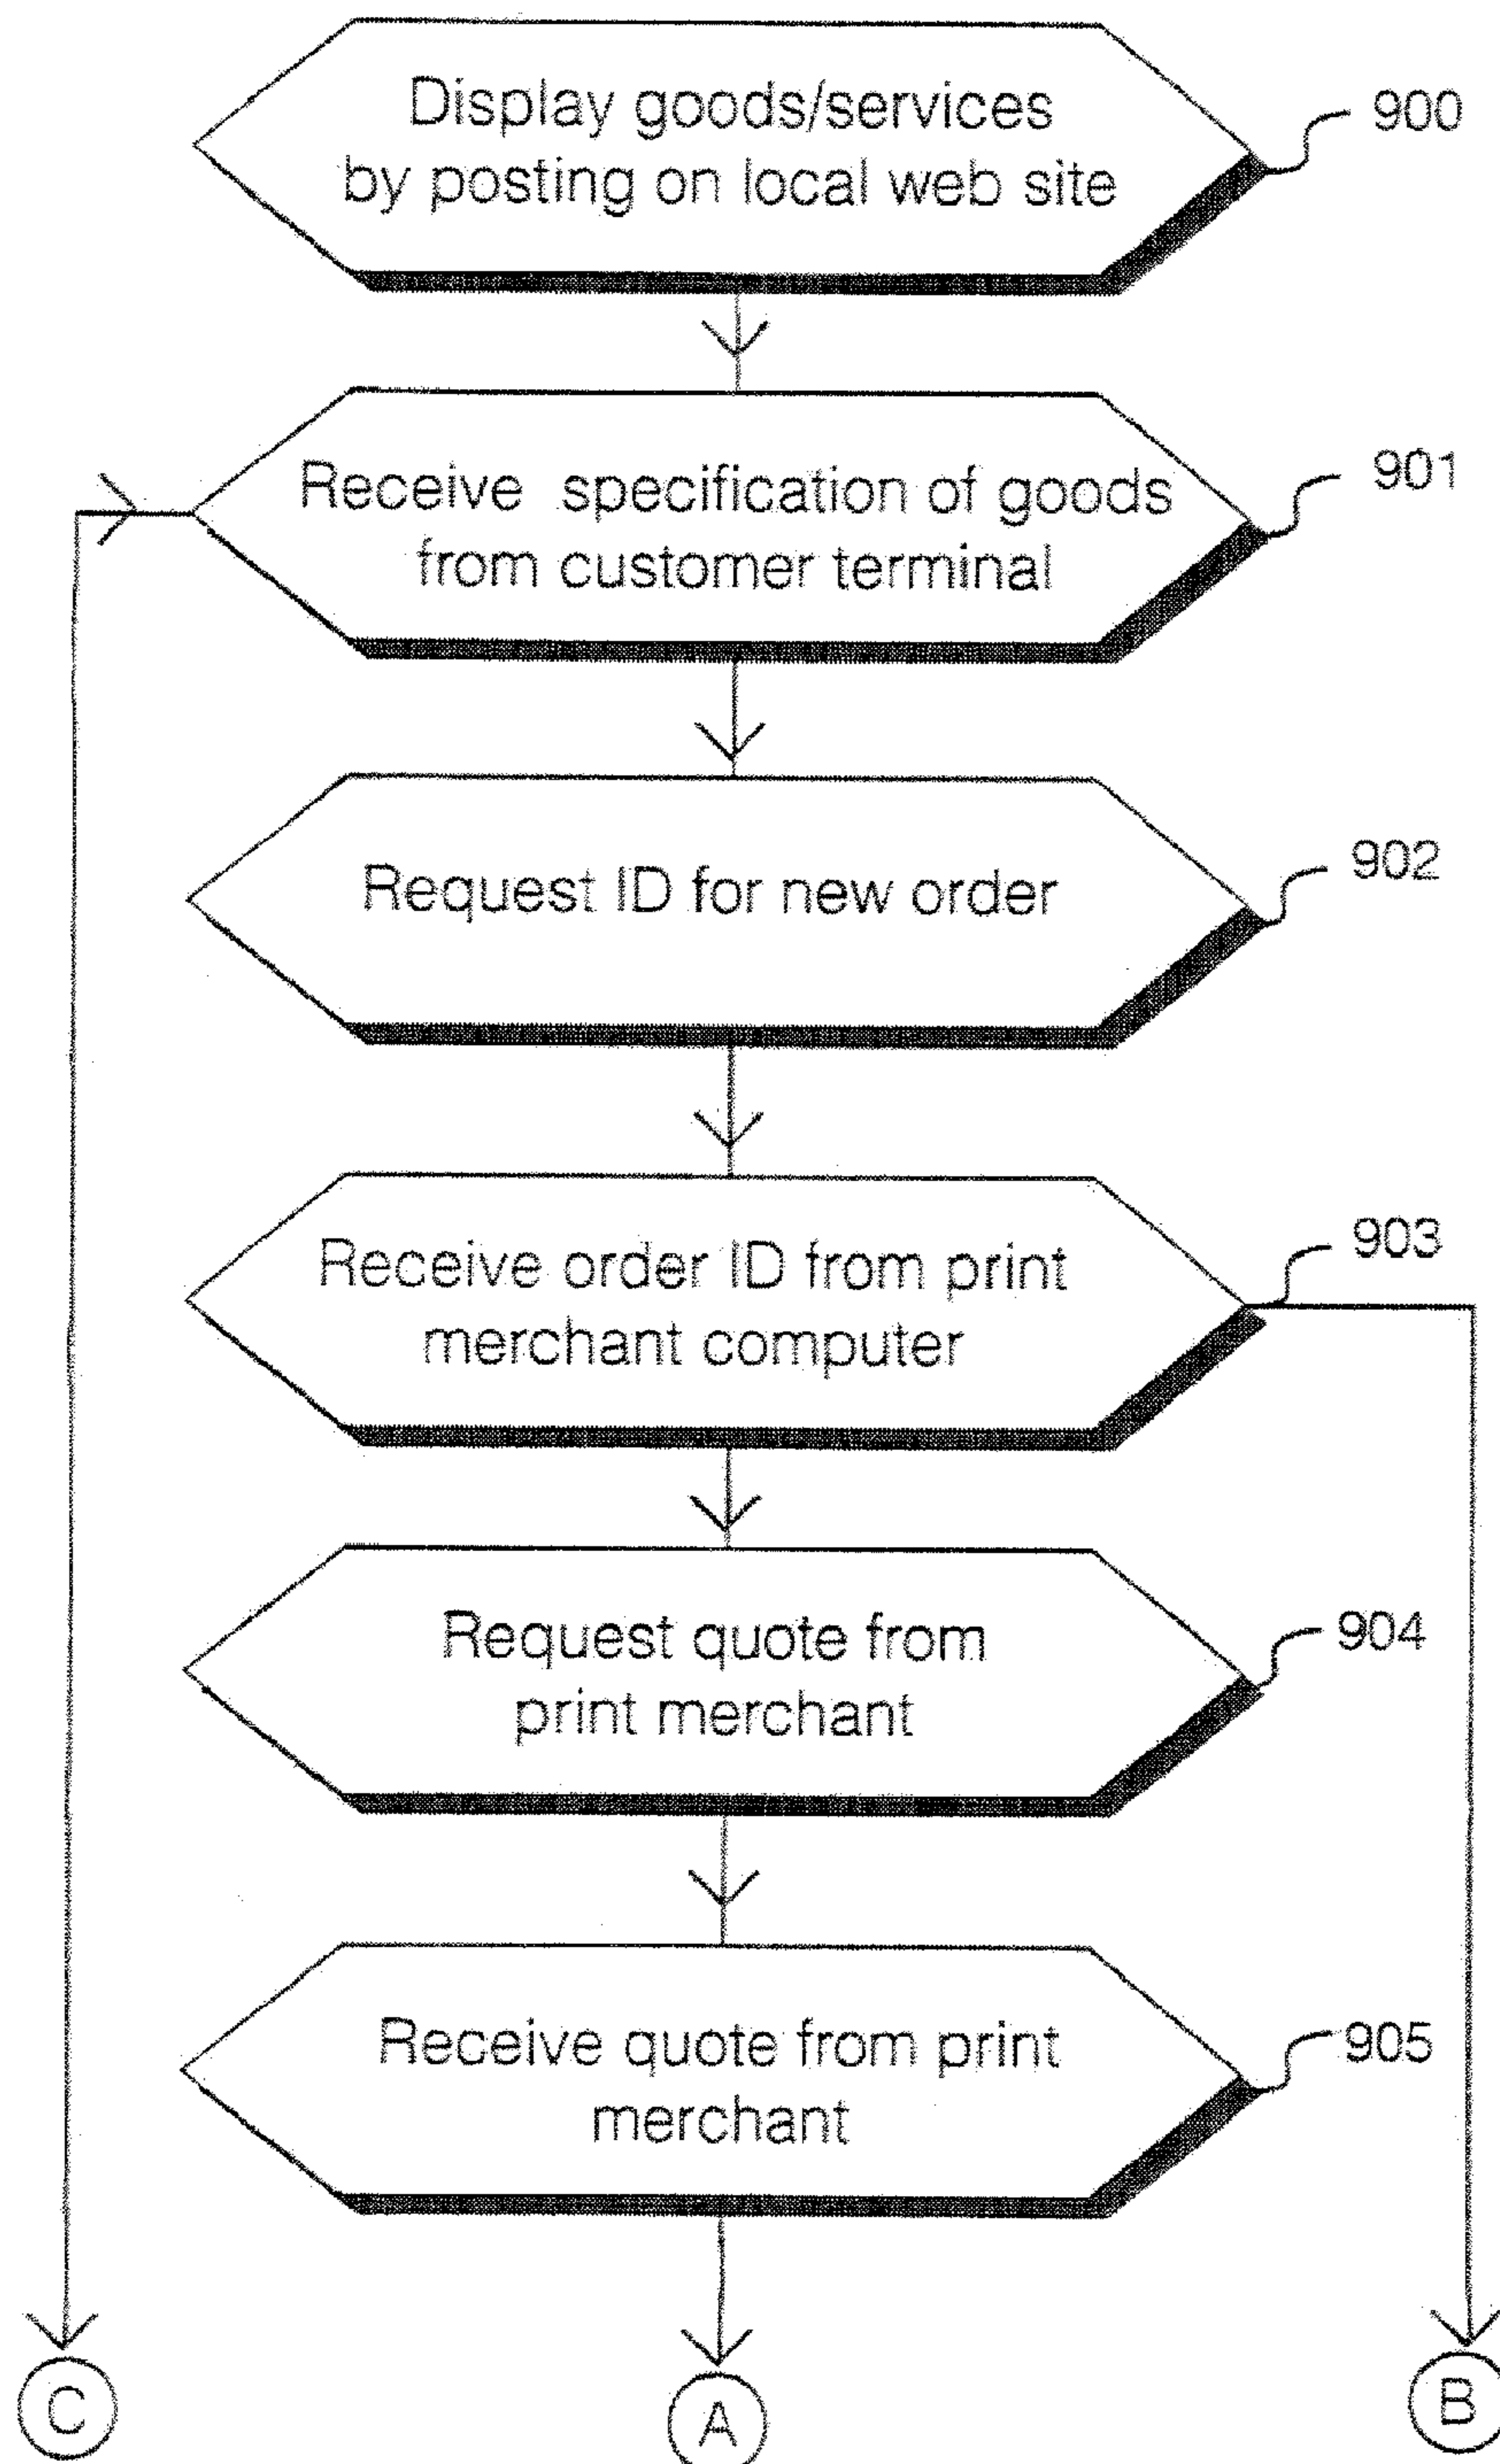 Display goods/services
by posting on local web site
900
Receive specification of goods
from customer terminal
901
Request ID for new order
902
Receive order ID from print
merchant computer
903
Request quote from
print merchant
904
Receive quote from print
merchant
905
C
A
B